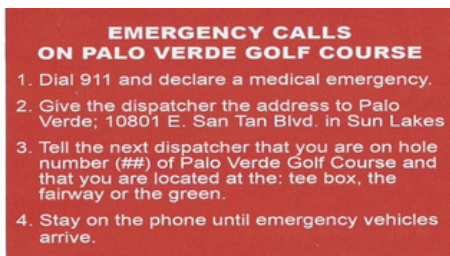 EMERGENCY CALLS
ON PALO VERDE GOLF COURSE
1. Dial 911 and declare a medical emergency.
2. Give the dispatcher the address to Palo
Verde; 10801 E. San Tan Blvd. in Sun Lakes
3. Tell the next dispatcher that you are on hole
number (##) of Palo Verde Golf Course and
that you are located at the: tee box, the
fairway or the green.
4. Stay on the phone until emergency vehicles
arrive.